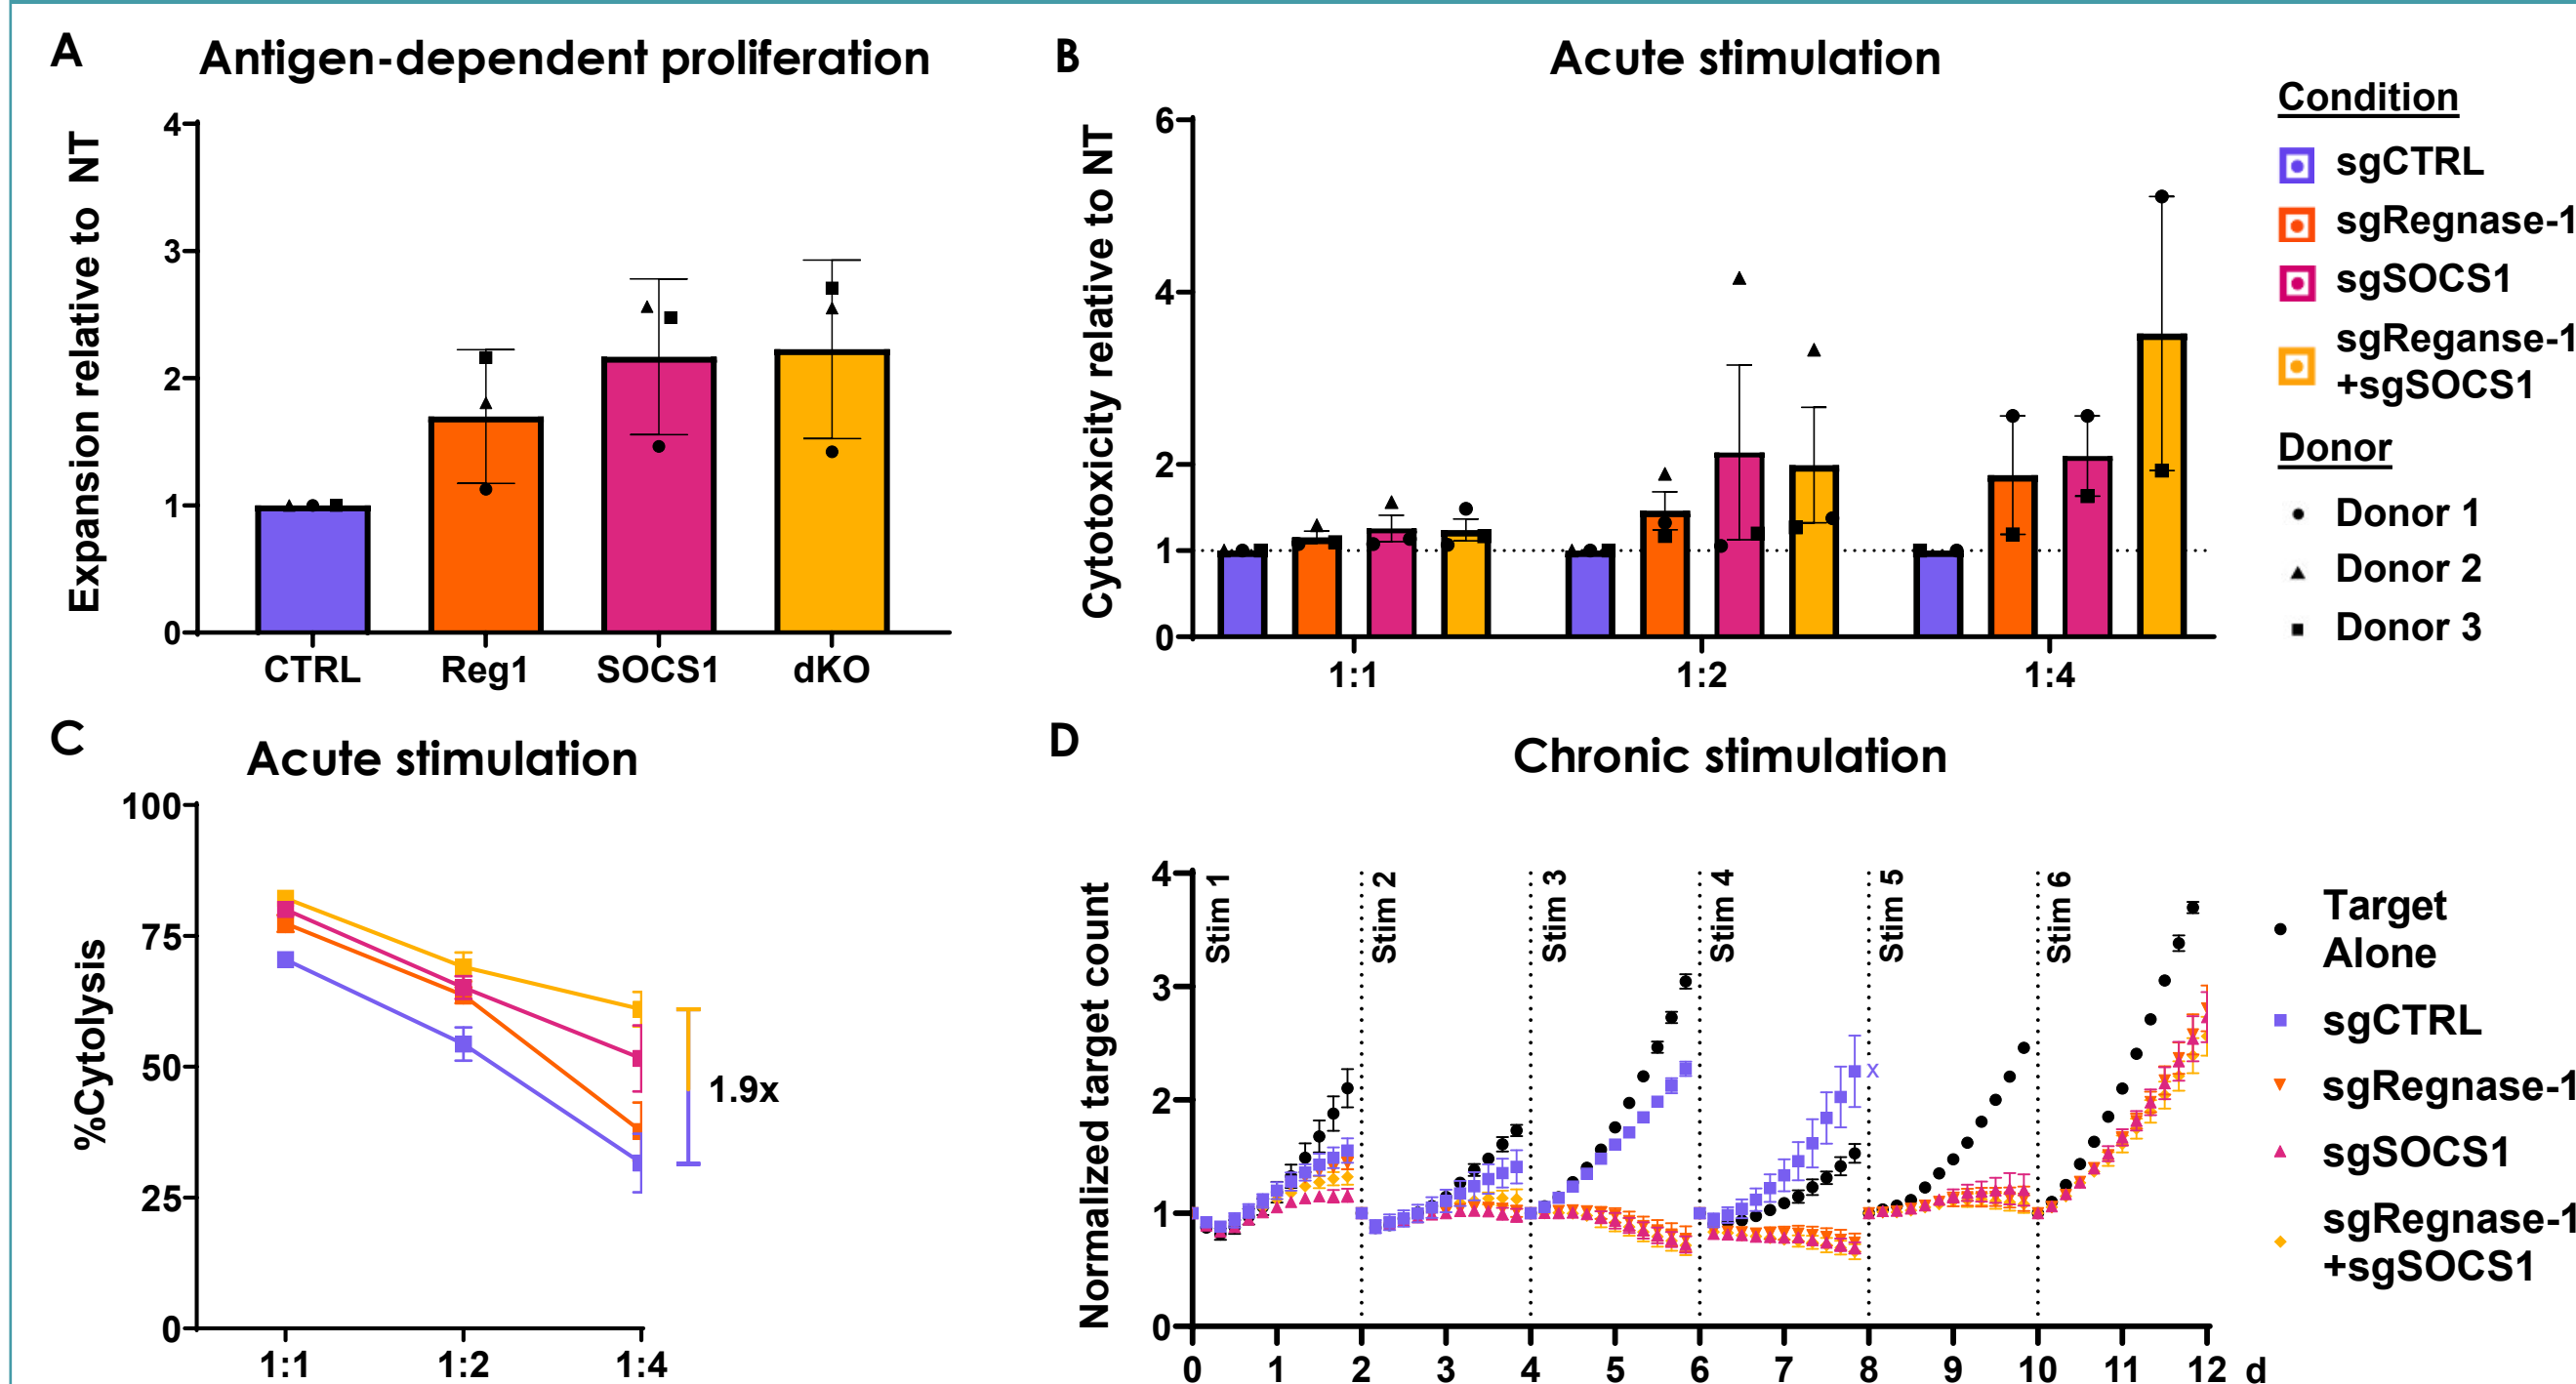 A
Antigen-dependent proliferation
Expansion relative to NT
4
3
2
1
0
CTRL
Reg1
SOCS1
dKO
B
Acute stimulation
Cytotoxicity relative to NT
6
4
2
1
0
1:1
1:2
1:4
Condition
sgCTRL
sgRegnase-1
sgSOCS1
sgReganse-1
+sgSOCS1
Donor
Donor 1
Donor 2
Donor 3
C
Acute stimulation
%Cytolysis
100
75
50
25
0
1:1
1:2
1:4
1.9x
D
Chronic stimulation
Normalized target count
4
3
2
1
0
Stim 1
Stim 2
Stim 3
Stim 4
Stim 5
Stim 6
x
0 1 2 3 4 5 6 7 8 9 10 11 12 d
Target
Alone
sgCTRL
sgRegnase-1
sgSOCS1
sgRegnase-1
+sgSOCS1